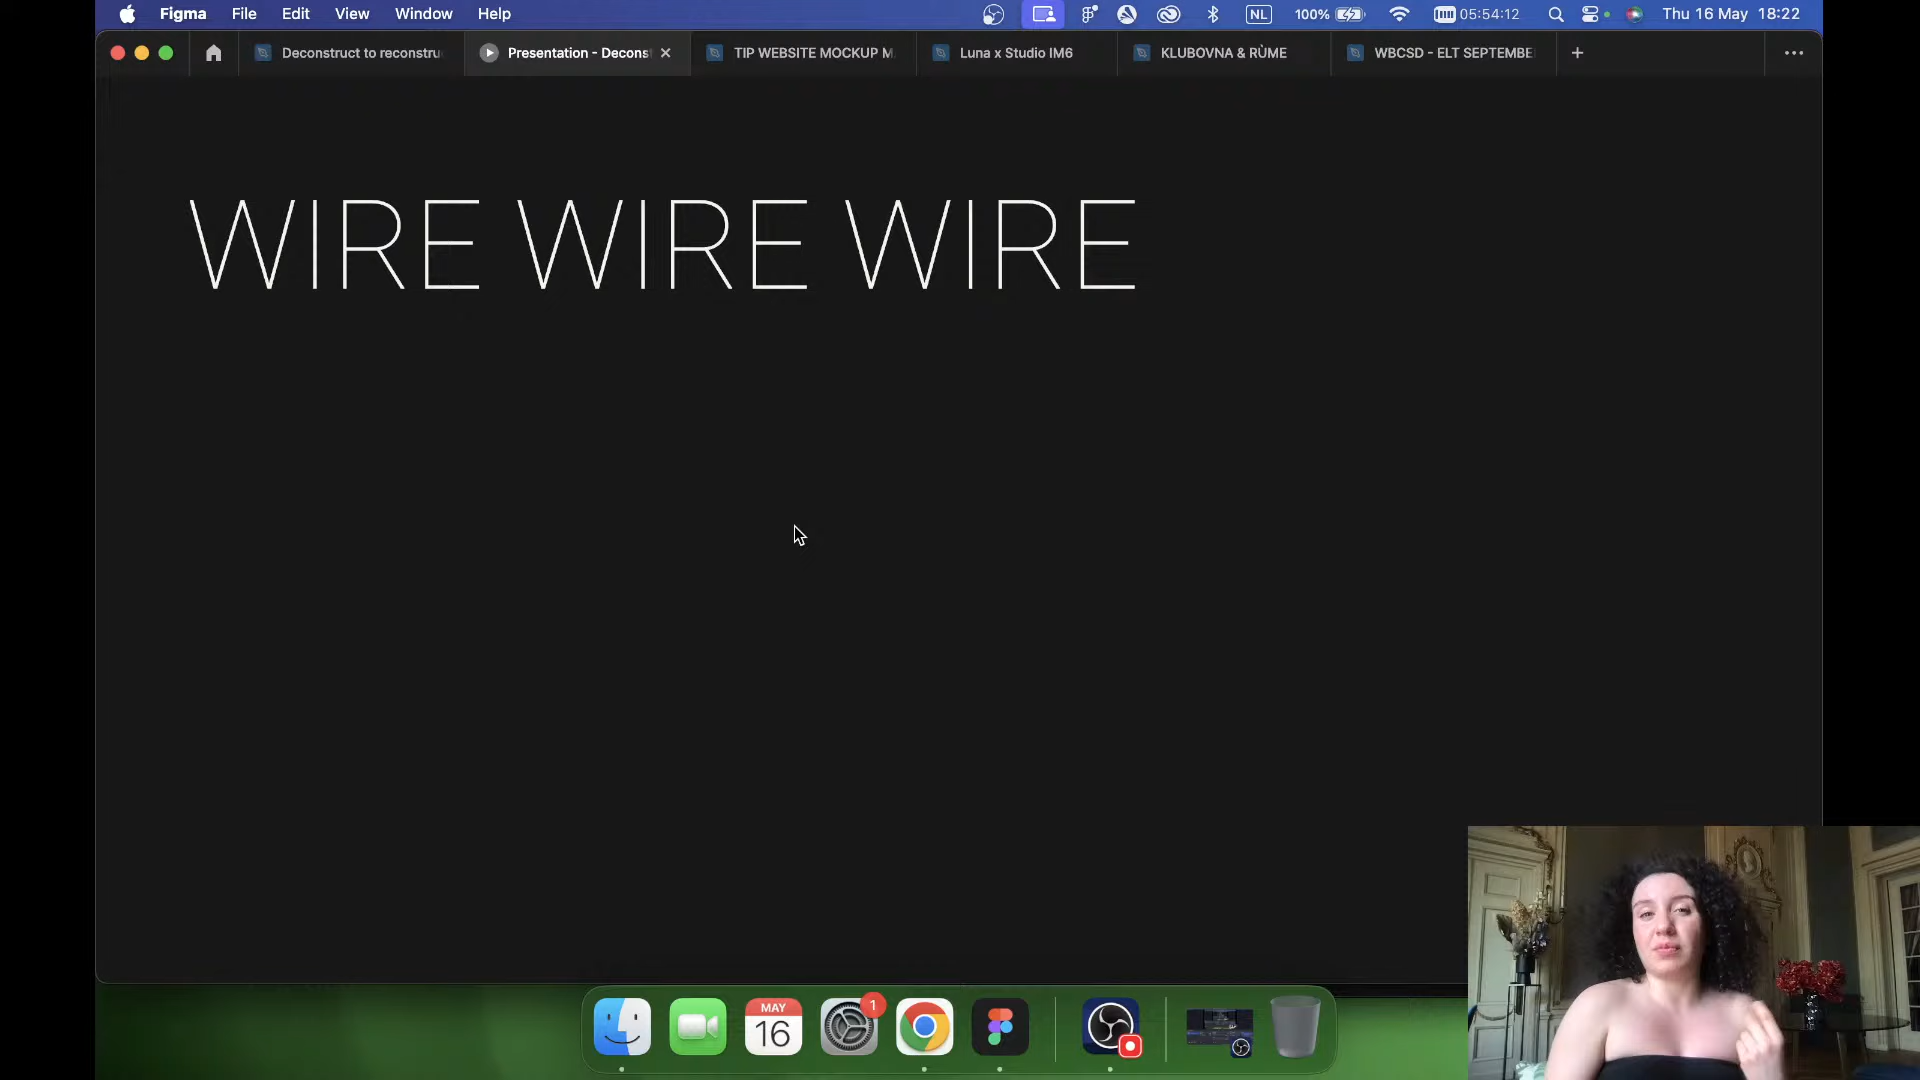 Figma File Edit View Window Help NL 100% 05:54:12 Thu 16 May 18:22
Deconstruct to reconstru Presentation - Decons TIP WEBSITE MOCKUP M Luna x Studio IM6 KLUBOVNA & RÙME WBCSD - ELT SEPTEMBE
WIRE WIRE WIRE
MAY
16
1